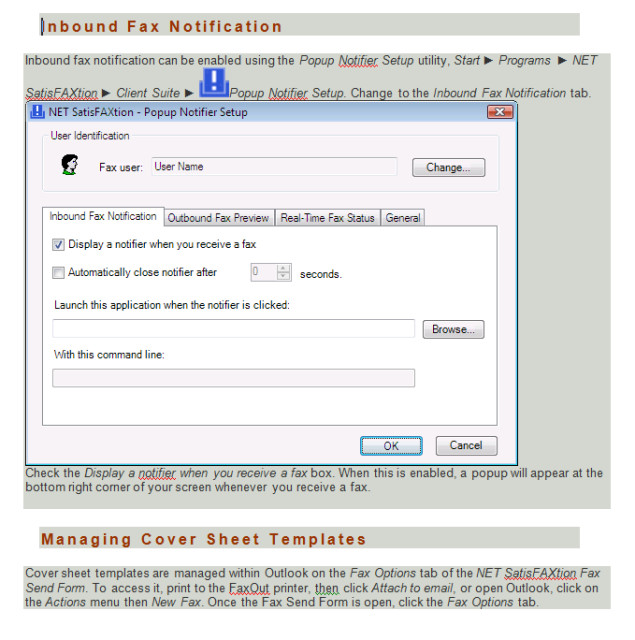 Inbound Fax Notification
Inbound fax notification can be enabled using the Popup Notifier Setup utility, Start ► Programs ► NET
SatisFAXtion ► Client Suite ► Popup Notifier Setup. Change to the Inbound Fax Notification tab.
NET SatisFAXtion - Popup Notifier Setup
User Identification
Fax user: User Name Change...
Inbound Fax Notification Outbound Fax Preview Real-Time Fax Status General
Display a notifier when you receive a fax
Automatically close notifier after 0 seconds.
Launch this application when the notifier is clicked:
Browse...
With this command line:
OK Cancel
Check the Display a notifier when you receive a fax box. When this is enabled, a popup will appear at the
bottom right corner of your screen whenever you receive a fax.
Managing Cover Sheet Templates
Cover sheet templates are managed within Outlook on the Fax Options tab of the NET SatisFAXtion Fax
Send Form. To access it, print to the FaxOut printer, then click Attach to email, or open Outlook, click on
the Actions menu then New Fax. Once the Fax Send Form is open, click the Fax Options tab.